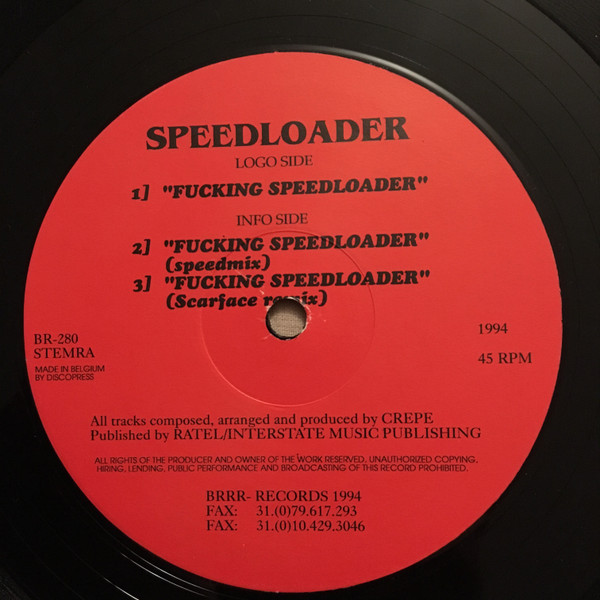 SPEEDLOADER
LOGO SIDE
1] "FUCKING SPEEDLOADER"
INFO SIDE
2] "FUCKING SPEEDLOADER"
(speedmix)
3] "FUCKING SPEEDLOADER"
(Scarface remix)
BR-280
STEMRA
MADE IN BELGIUM
BY DISCOPRESS
1994
45 RPM
All tracks composed, arranged and produced by CREPE
Published by RATEL/INTERSTATE MUSIC PUBLISHING
ALL RIGHTS OF THE PRODUCER AND OWNER OF THE WORK RESERVED. UNAUTHORIZED COPYING,
HIRING, LENDING, PUBLIC PERFORMANCE AND BROADCASTING OF THIS RECORD PROHIBITED.
BRRR- RECORDS 1994
FAX: 31.(0)79.617.293
FAX: 31.(0)10.429.3046